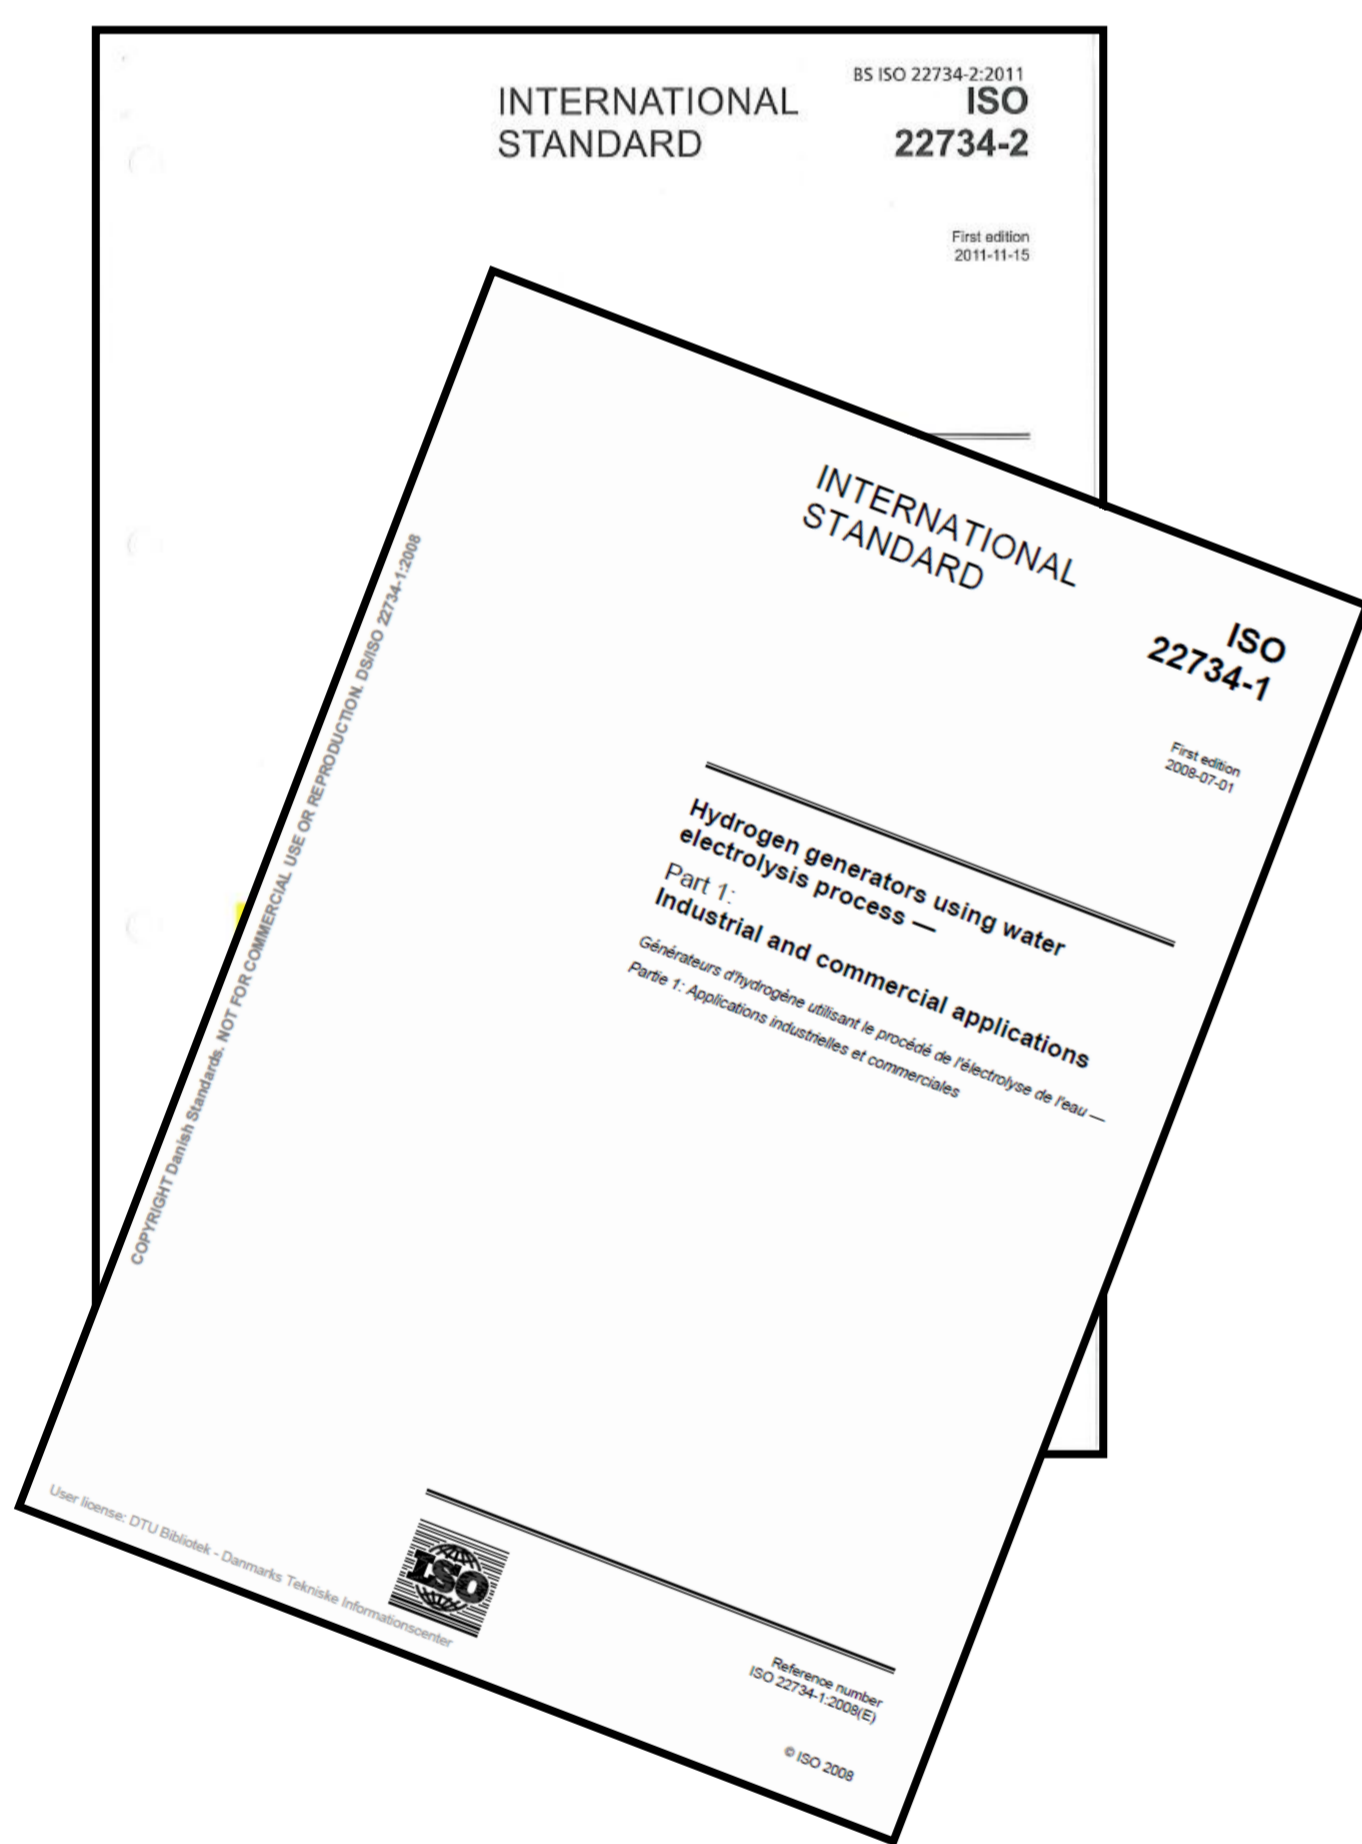 BS ISO 22734-2:2011
INTERNATIONAL
STANDARD
ISO
22734-2
First edition
2011-11-15
INTERNATIONAL
STANDARD
ISO
22734-1
First edition
2008-07-01
Hydrogen generators using water
electrolysis process —
Part 1:
Industrial and commercial applications
Générateurs d'hydrogène utilisant le procédé de l'électrolyse de l'eau —
Partie 1: Applications industrielles et commerciales
COPYRIGHT Danish Standards. NOT FOR COMMERCIAL USE OR REPRODUCTION. DS/ISO 22734-1:2008
User license: DTU Bibliotek - Danmarks Tekniske Informationscenter
ISO
Reference number
ISO 22734-1:2008(E)
© ISO 2008